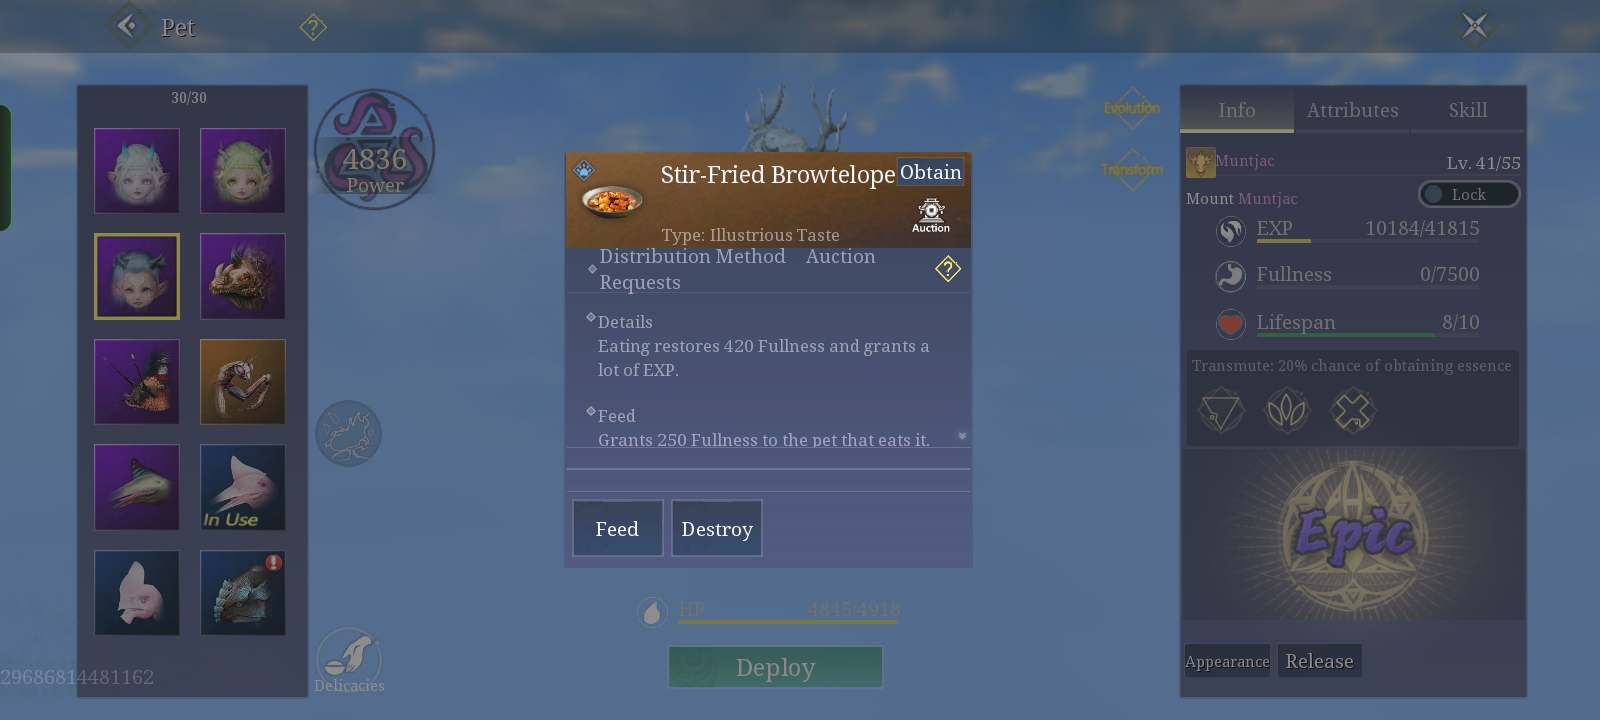 Pet
30/30
4836
Power
In Use
Delicacies
29686814481162
Evolution
Transform
Stir-Fried Browtelope
Obtain
Auction
Type: Illustrious Taste
Distribution Method Auction
Requests
Details
Eating restores 420 Fullness and grants a
lot of EXP.
Feed
Grants 250 Fullness to the pet that eats it.
Feed
Destroy
HP 4845/4918
Deploy
Info Attributes Skill
Muntjac
Lv. 41/55
Mount Muntjac
Lock
EXP 10184/41815
Fullness 0/7500
Lifespan 8/10
Transmute: 20% chance of obtaining essence
Epic
Appearance
Release